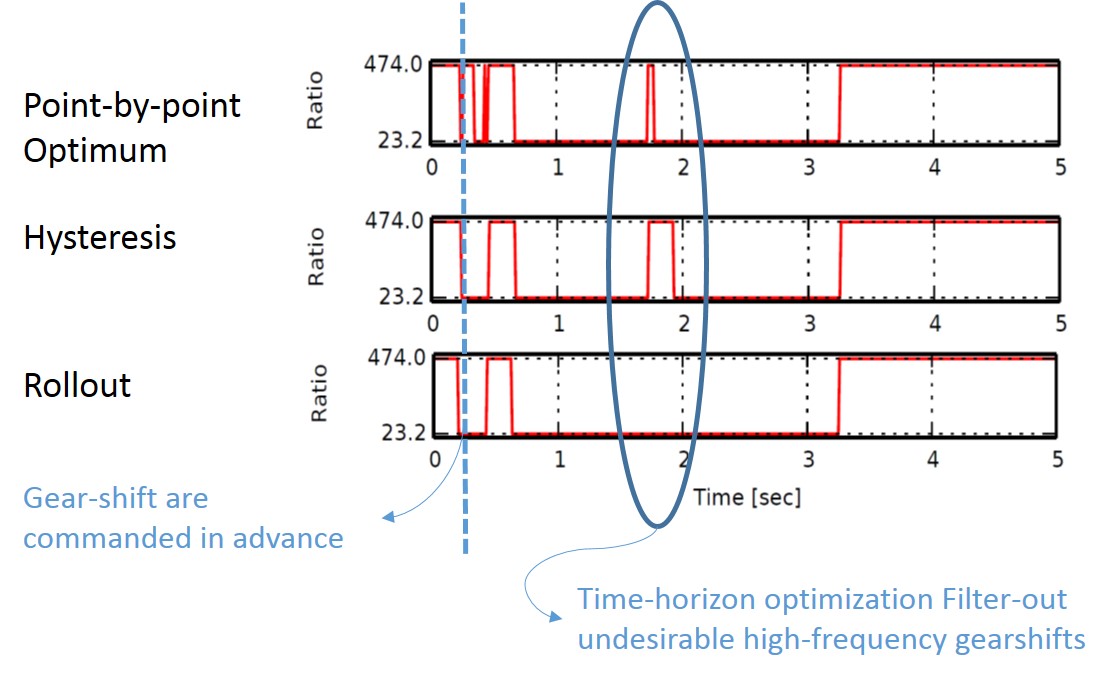 Point-by-point
Optimum
Ratio
474.0
23.2
0 1 2 3 4 5
Hysteresis
Ratio
474.0
23.2
0 1 2 3 4 5
Rollout
Ratio
474.0
23.2
0 1 2 3 4 5
Time [sec]
Gear-shift are
commanded in advance
Time-horizon optimization Filter-out
undesirable high-frequency gearshifts